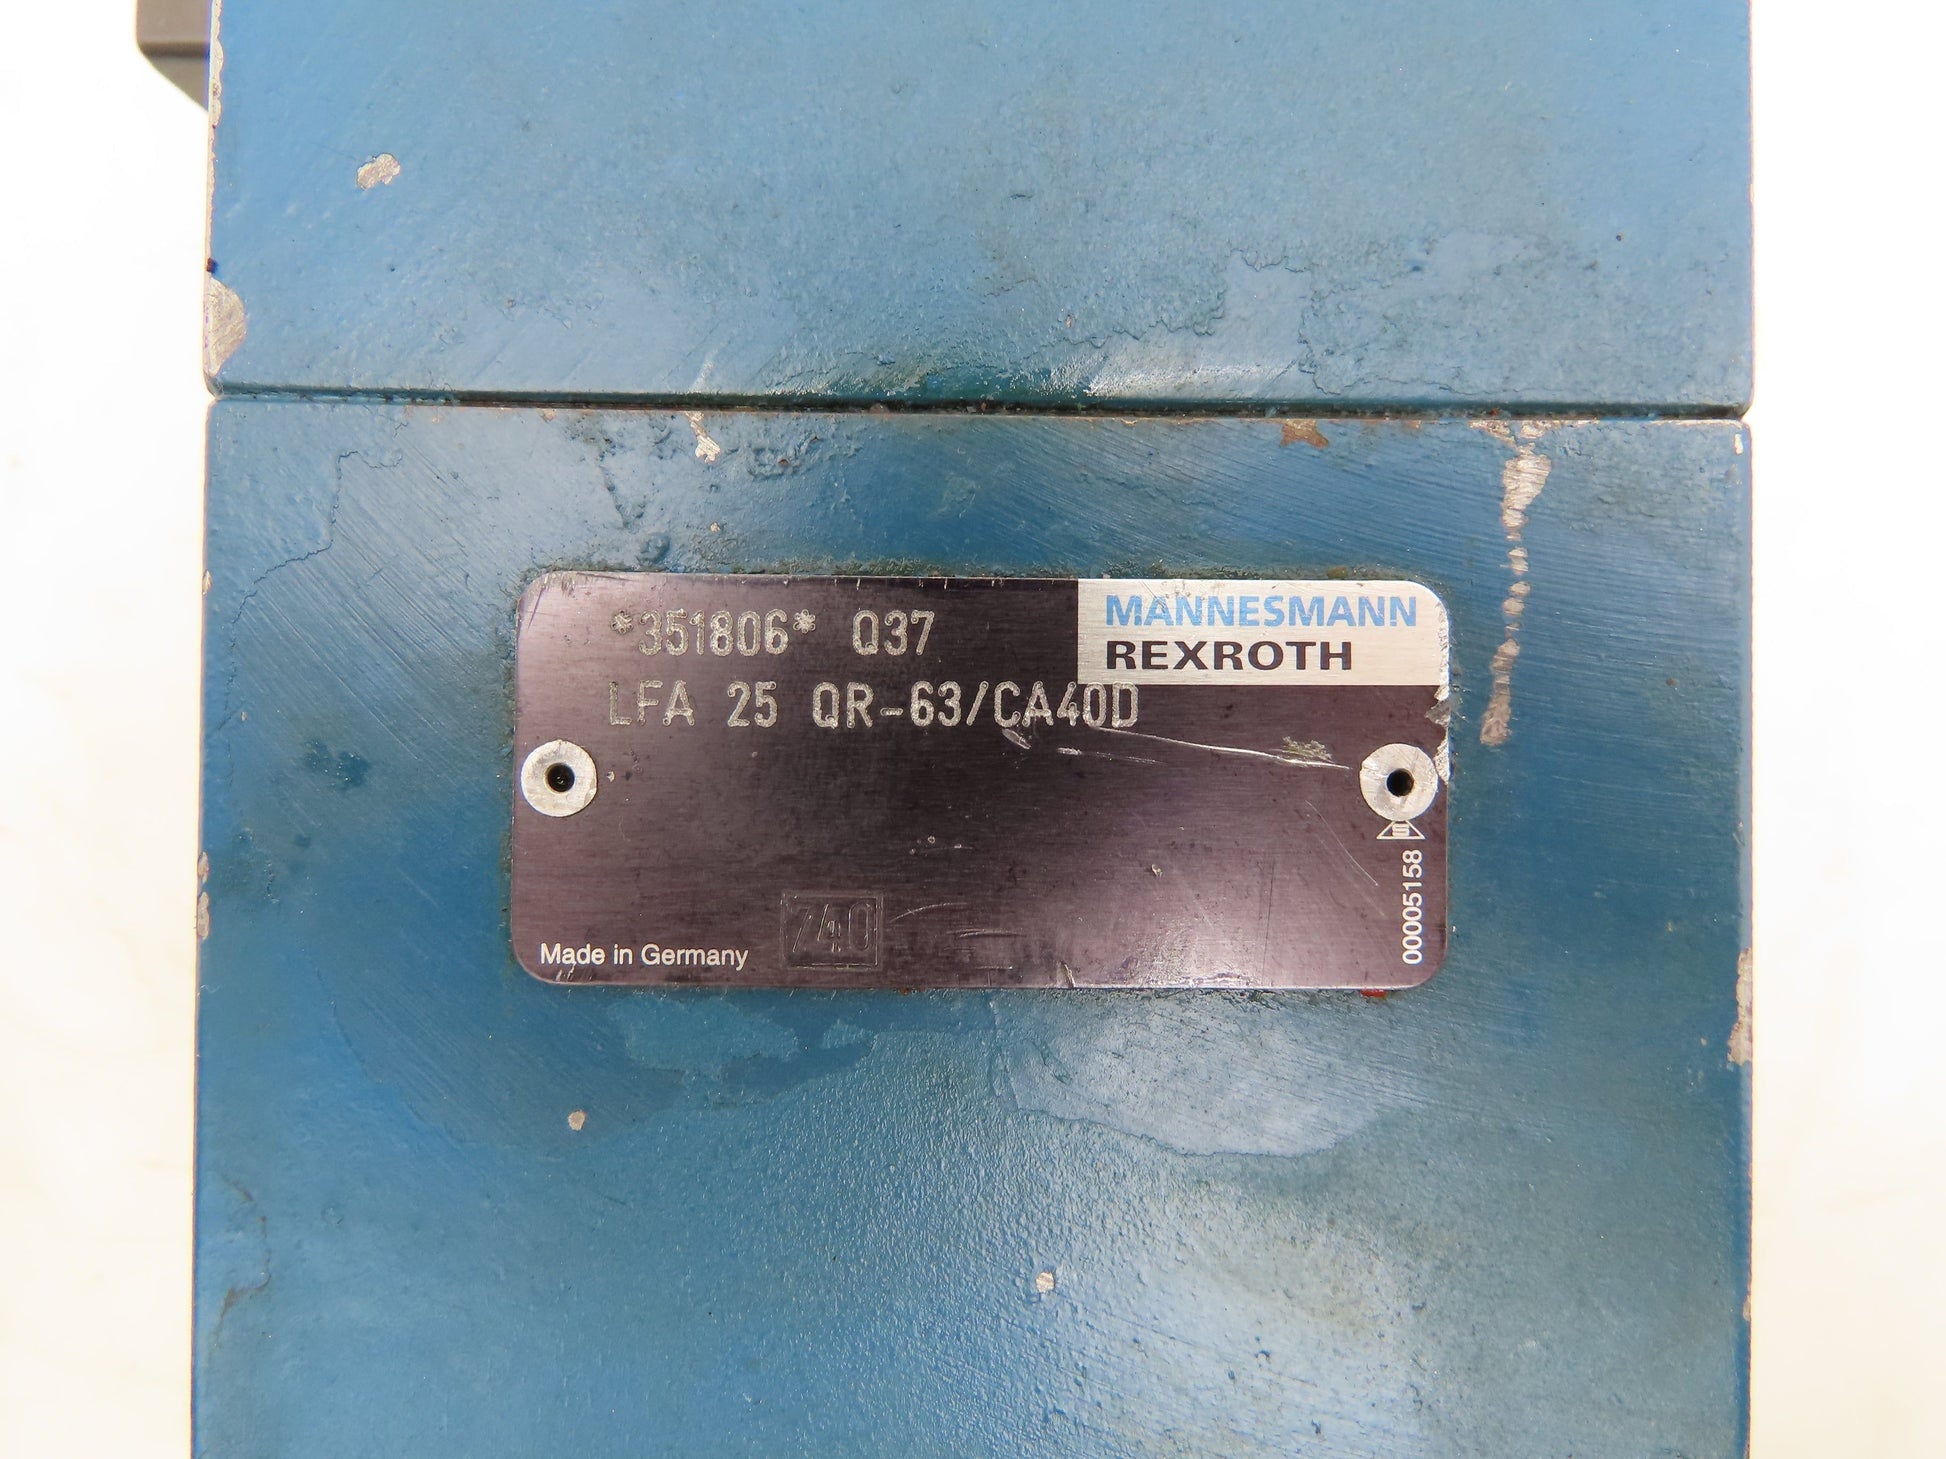 *351806* Q37
MANNESMANN
REXROTH
LFA 25 QR-63/CA40D
Made in Germany
740
00005158